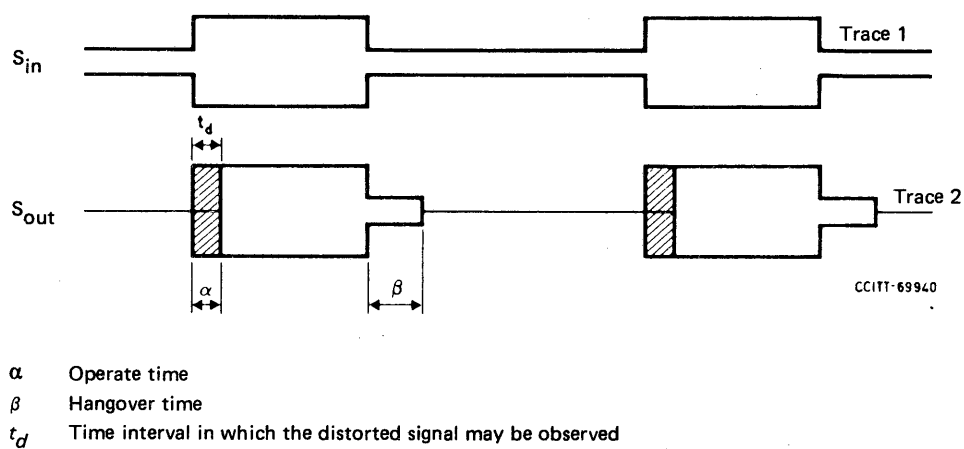 Trace 1
S_in
t_d
S_out
Trace 2
α
β
CCITT-69940
α Operate time
β Hangover time
t_d Time interval in which the distorted signal may be observed